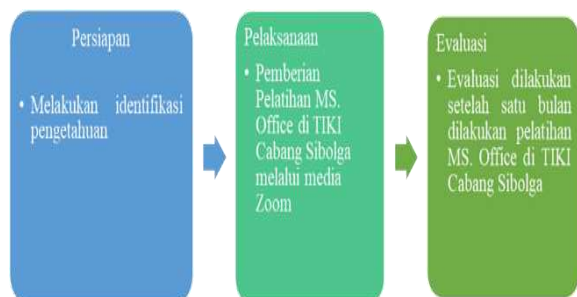 Persiapan
• Melakukan identifikasi
pengetahuan
Pelaksanaan
• Pemberian
Pelatihan MS.
Office di TIKI
Cabang Sibolga
melalui media
Zoom
Evaluasi
• Evaluasi dilakukan
setelah satu bulan
dilakukan pelatihan
MS. Office di TIKI
Cabang Sibolga